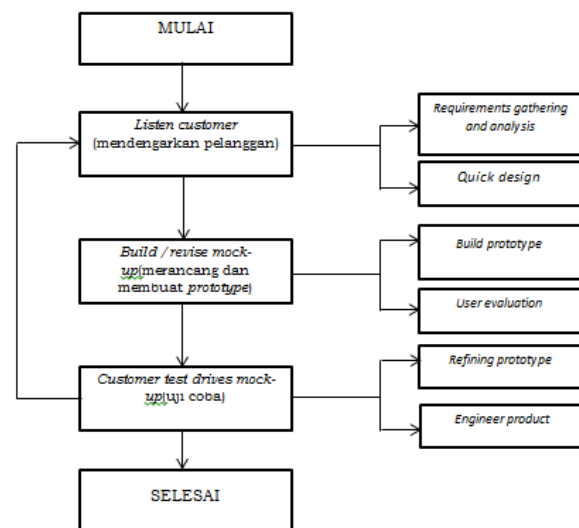 MULAI
Listen customer
(mendengarkan pelanggan)
Requirements gathering
and analysis
Quick design
Build / revise mock-
up(merancang dan
membuat prototype)
Build prototype
User evaluation
Customer test drives mock-
up(uji coba)
Refining prototype
Engineer product
SELESAI